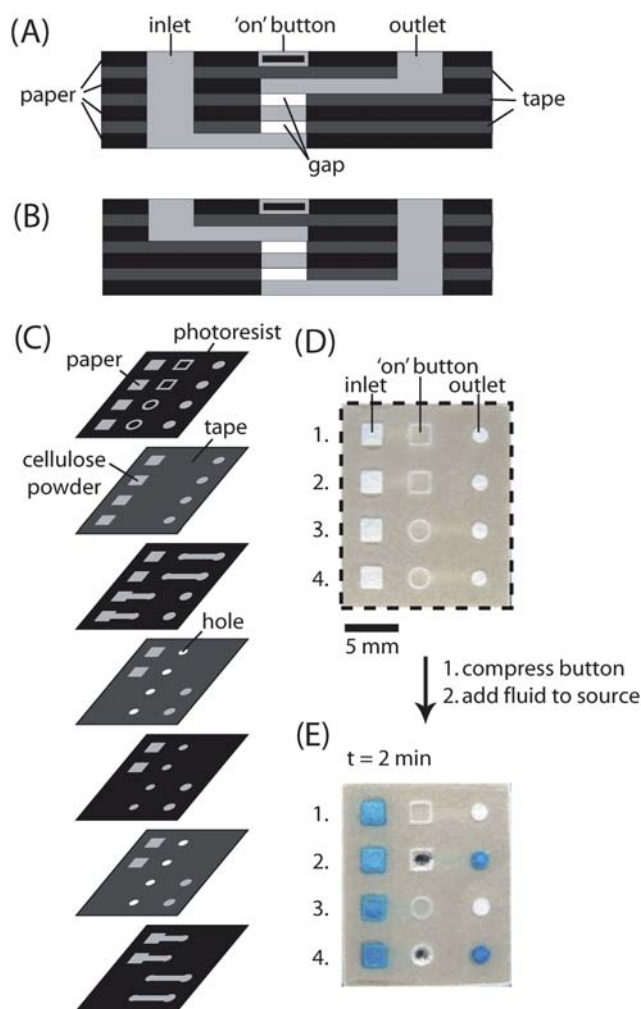 (A)
inlet
'on' button
outlet
paper
tape
gap
(B)
(C)
photoresist
paper
tape
cellulose
powder
hole
(D)
'on' button
inlet
outlet
1.
2.
3.
4.
5 mm
1. compress button
2. add fluid to source
(E)
t = 2 min
1.
2.
3.
4.